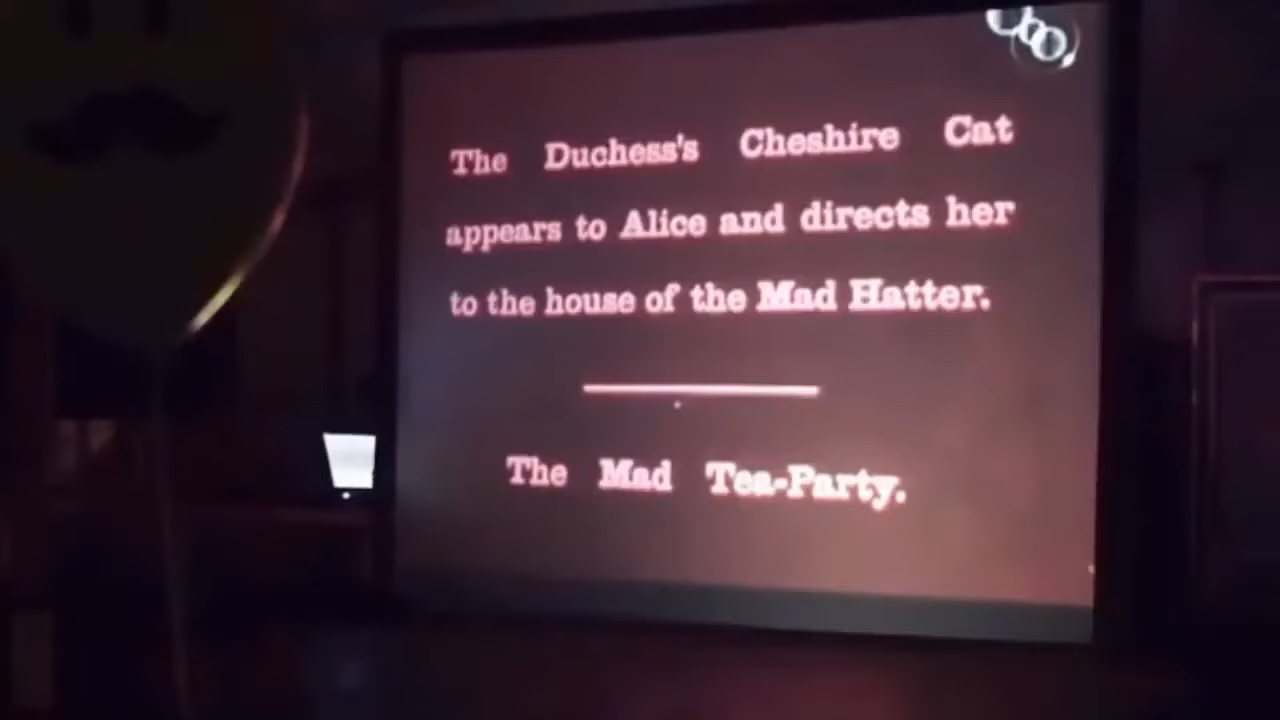 The Duchess's Cheshire Cat
appears to Alice and directs her
to the house of the Mad Hatter.
The Mad Tea-Party.